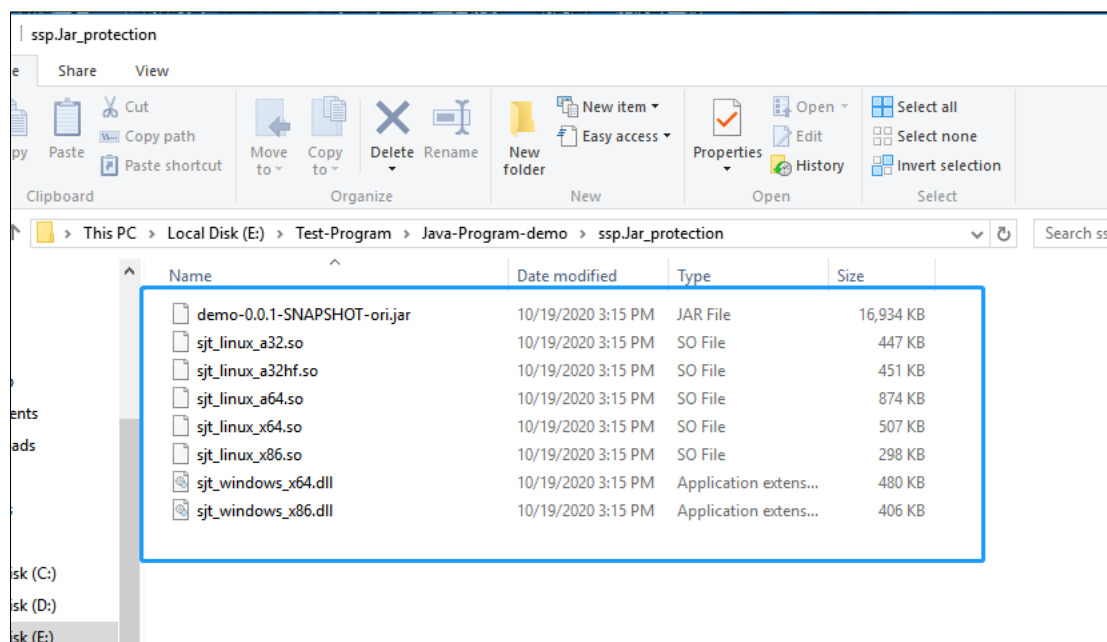 ssp.Jar_protection
Share View
Cut
Copy path
Paste shortcut
Paste
Clipboard
Move to
Copy to
Delete
Rename
Organize
New folder
New item
Easy access
New
Properties
Open
Edit
History
Open
Select all
Select none
Invert selection
Select
This PC > Local Disk (E:) > Test-Program > Java-Program-demo > ssp.Jar_protection
Search ss
Name Date modified Type Size
demo-0.0.1-SNAPSHOT-ori.jar 10/19/2020 3:15 PM JAR File 16,934 KB
sjt_linux_a32.so 10/19/2020 3:15 PM SO File 447 KB
sjt_linux_a32hf.so 10/19/2020 3:15 PM SO File 451 KB
sjt_linux_a64.so 10/19/2020 3:15 PM SO File 874 KB
sjt_linux_x64.so 10/19/2020 3:15 PM SO File 507 KB
sjt_linux_x86.so 10/19/2020 3:15 PM SO File 298 KB
sjt_windows_x64.dll 10/19/2020 3:15 PM Application extens... 480 KB
sjt_windows_x86.dll 10/19/2020 3:15 PM Application extens... 406 KB
ents
ads
isk (C:)
isk (D:)
isk (E:)